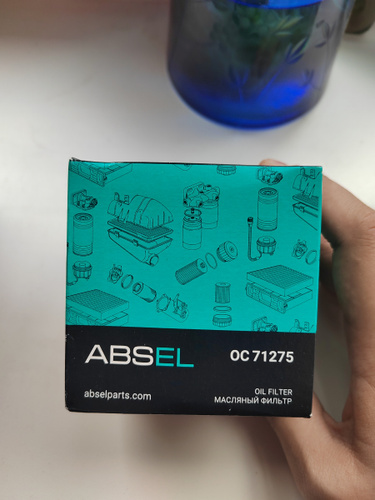 ABSEL
OC 71275
abselparts.com
OIL FILTER
МАСЛЯНЫЙ ФИЛЬТР